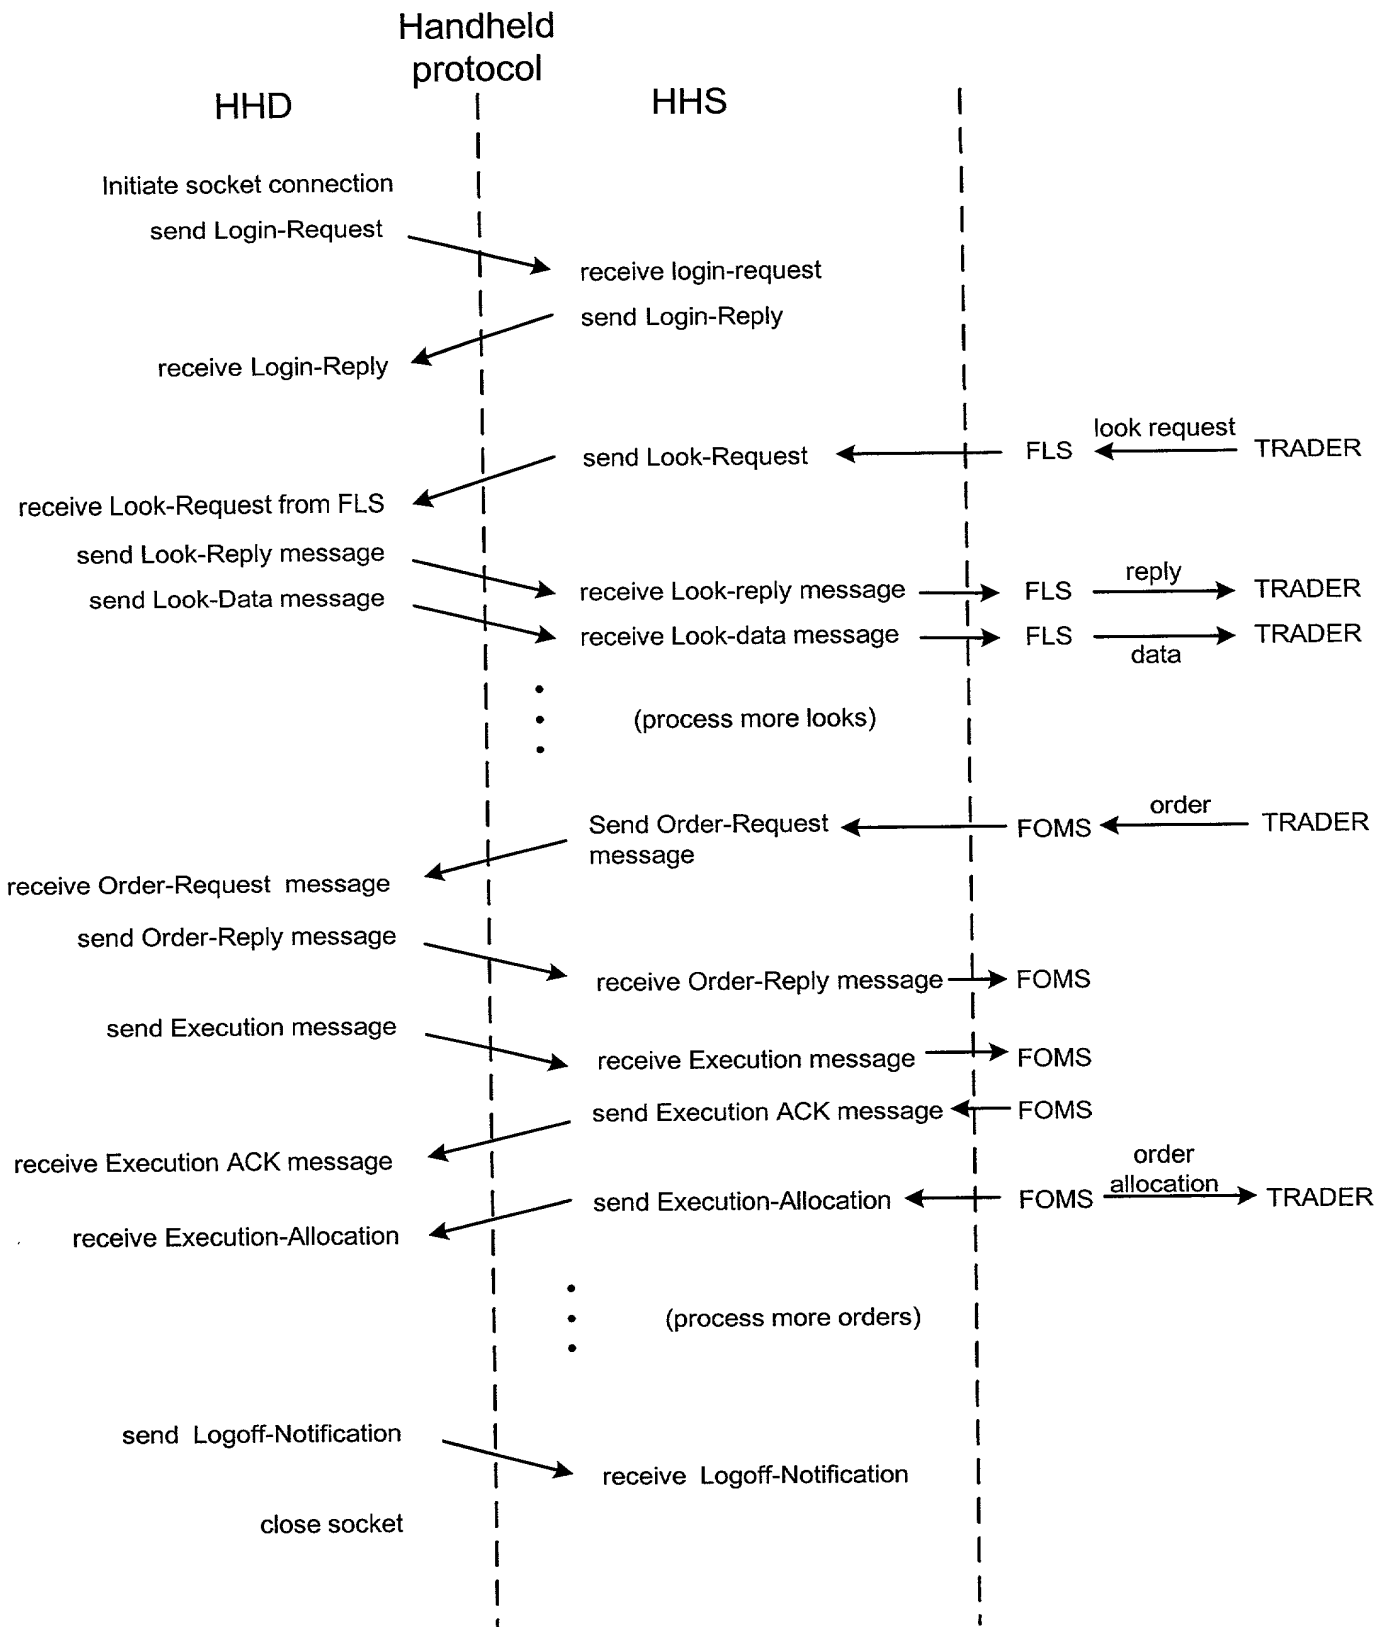 Handheld
protocol
HHD
HHS
Initiate socket connection
send Login-Request
receive login-request
send Login-Reply
receive Login-Reply
look request
send Look-Request
FLS
TRADER
receive Look-Request from FLS
send Look-Reply message
reply
receive Look-reply message
FLS
TRADER
send Look-Data message
receive Look-data message
FLS
TRADER
data
(process more looks)
order
Send Order-Request
message
FOMS
TRADER
receive Order-Request message
send Order-Reply message
receive Order-Reply message
FOMS
send Execution message
receive Execution message
FOMS
send Execution ACK message
FOMS
receive Execution ACK message
order
allocation
send Execution-Allocation
FOMS
TRADER
receive Execution-Allocation
(process more orders)
send Logoff-Notification
receive Logoff-Notification
close socket